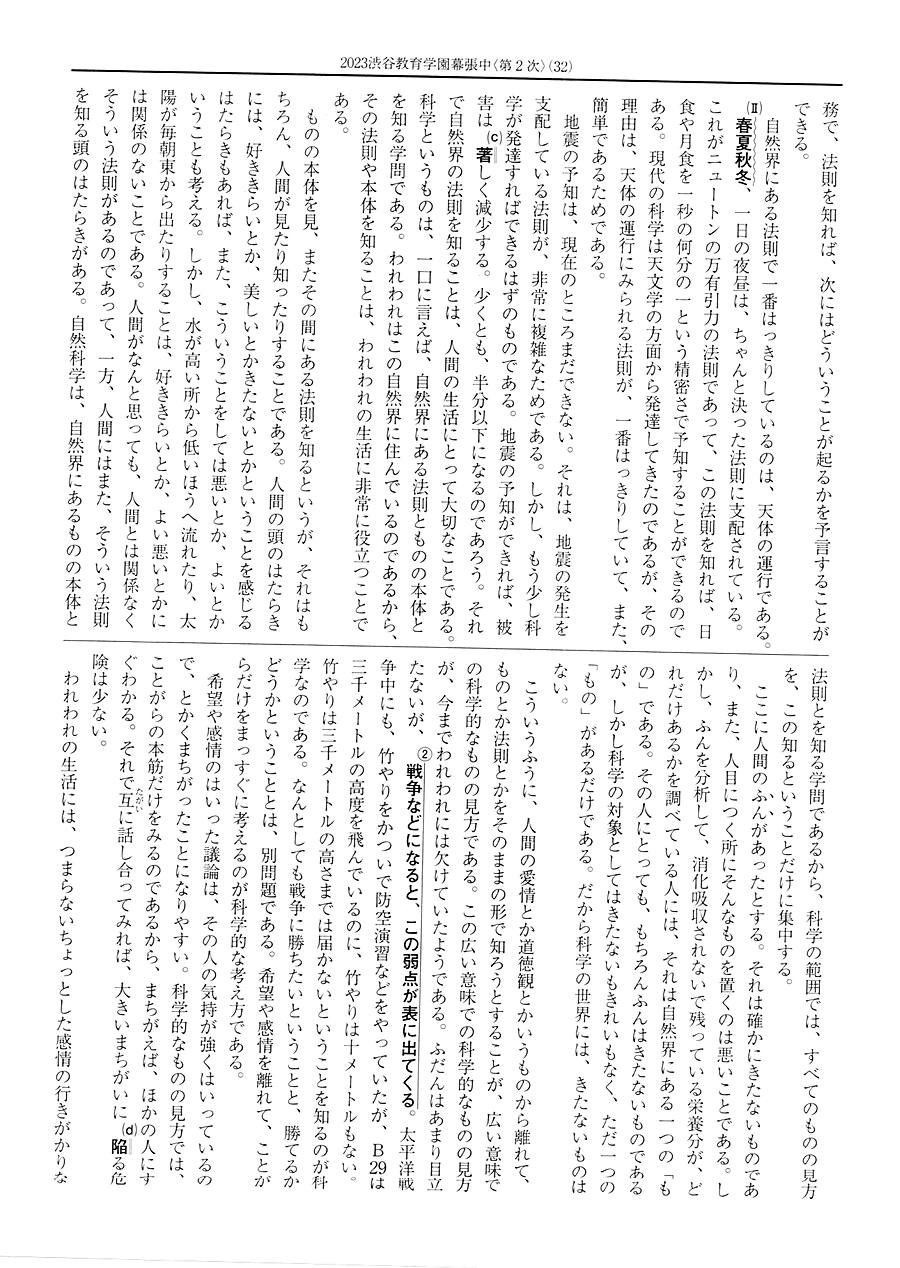 2023渋谷教育学園幕張中〈第2次〉(32)
務で、法則を知れば、次にはどういうことが起るかを予言することが
できる。
自然界にある法則で一番はっきりしているのは、天体の運行である。
(Ⅱ)春夏秋冬、一日の夜昼は、ちゃんと決った法則に支配されている。
これがニュートンの万有引力の法則であって、この法則を知れば、日
食や月食を一秒の何分の一という精密さで予知することができるので
ある。現代の科学は天文学の方面から発達してきたのであるが、その
理由は、天体の運行にみられる法則が、一番はっきりしていて、また、
簡単であるためである。
地震の予知は、現在のところまだできない。それは、地震の発生を
支配している法則が、非常に複雑なためである。しかし、もう少し科
学が発達すればできるはずのものである。地震の予知ができれば、被
害は(c)著しく減少する。少くとも、半分以下になるのであろう。それ
で自然界の法則を知ることは、人間の生活にとって大切なことである。
科学というものは、一口に言えば、自然界にある法則とものの本体と
を知る学問である。われわれはこの自然界に住んでいるのであるから、
その法則や本体を知ることは、われわれの生活に非常に役立つことで
ある。
ものの本体を見、またその間にある法則を知るというが、それはも
ちろん、人間が見たり知ったりすることである。人間の頭のはたらき
には、好ききらいとか、美しいとかきたないとかということを感じる
はたらきもあれば、また、こういうことをしては悪いとか、よいとか
いうことも考える。しかし、水が高い所から低いほうへ流れたり、太
陽が毎朝東から出たりすることは、好ききらいとか、よい悪いとかに
は関係のないことである。人間がなんと思っても、人間とは関係なく
そういう法則があるのであって、一方、人間にはまた、そういう法則
を知る頭のはたらきがある。自然科学は、自然界にあるものの本体と
法則とを知る学問であるから、科学の範囲では、すべてのものの見方
を、この知るということだけに集中する。
ここに人間のふんがあったとする。それは確かにきたないものであ
り、また、人目につく所にそんなものを置くのは悪いことである。し
かし、ふんを分析して、消化吸収されないで残っている栄養分が、ど
れだけあるかを調べている人には、それは自然界にある一つの「も
の」である。その人にとっても、もちろんふんはきたないものである
が、しかし科学の対象としてはきたないもきれいもなく、ただ一つの
「もの」があるだけである。だから科学の世界には、きたないものは
ない。
こういうふうに、人間の愛情とか道徳観とかいうものから離れて、
ものとか法則とかをそのままの形で知ろうとすることが、広い意味で
の科学的なものの見方である。この広い意味での科学的なものの見方
が、今までわれわれには欠けていたようである。ふだんはあまり目立
たないが、②戦争などになると、この弱点が表に出てくる。太平洋戦
争中にも、竹やりをかついで防空演習などをやっていたが、B29は
三千メートルの高度を飛んでいるのに、竹やりは十メートルもない。
竹やりは三千メートルの高さまでは届かないということを知るのが科
学なのである。なんとしても戦争に勝ちたいということと、勝てるか
どうかということとは、別問題である。希望や感情を離れて、ことが
らだけをまっすぐに考えるのが科学的な考え方である。
希望や感情のはいった議論は、その人の気持が強くはいっているの
で、とかくまちがったことになりやすい。科学的なものの見方では、
ことがらの本筋だけをみるのであるから、まちがえば、ほかの人にす
ぐわかる。それで互(たがい)に話し合ってみれば、大きいまちがいに(d)陥る危
険は少ない。
われわれの生活には、つまらないちょっとした感情の行きがかりな